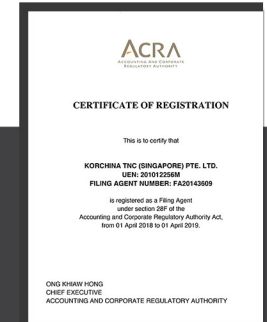 ACRA
ACCOUNTING AND CORPORATE
REGULATORY AUTHORITY
CERTIFICATE OF REGISTRATION
This is to certify that
KORCHINA TNC (SINGAPORE) PTE. LTD.
UEN: 201012256M
FILING AGENT NUMBER: FA20143609
is registered as a Filing Agent
under section 28F of the
Accounting and Corporate Regulatory Authority Act,
from 01 April 2018 to 01 April 2019.
ONG KHIAW HONG
CHIEF EXECUTIVE
ACCOUNTING AND CORPORATE REGULATORY AUTHORITY